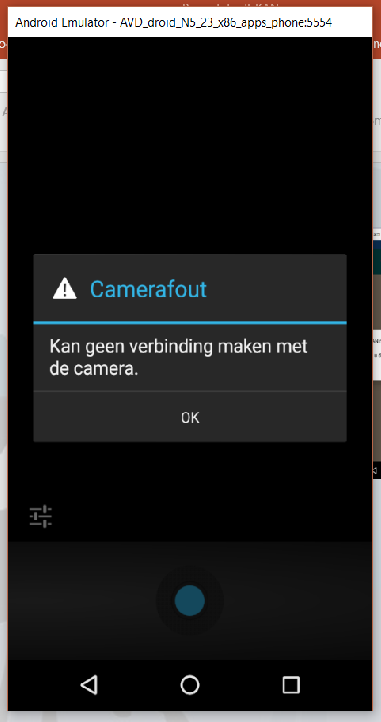 Android Emulator - AVD_droid_N5_23_x86_apps_phone:5554
Camerafout
Kan geen verbinding maken met
de camera.
OK